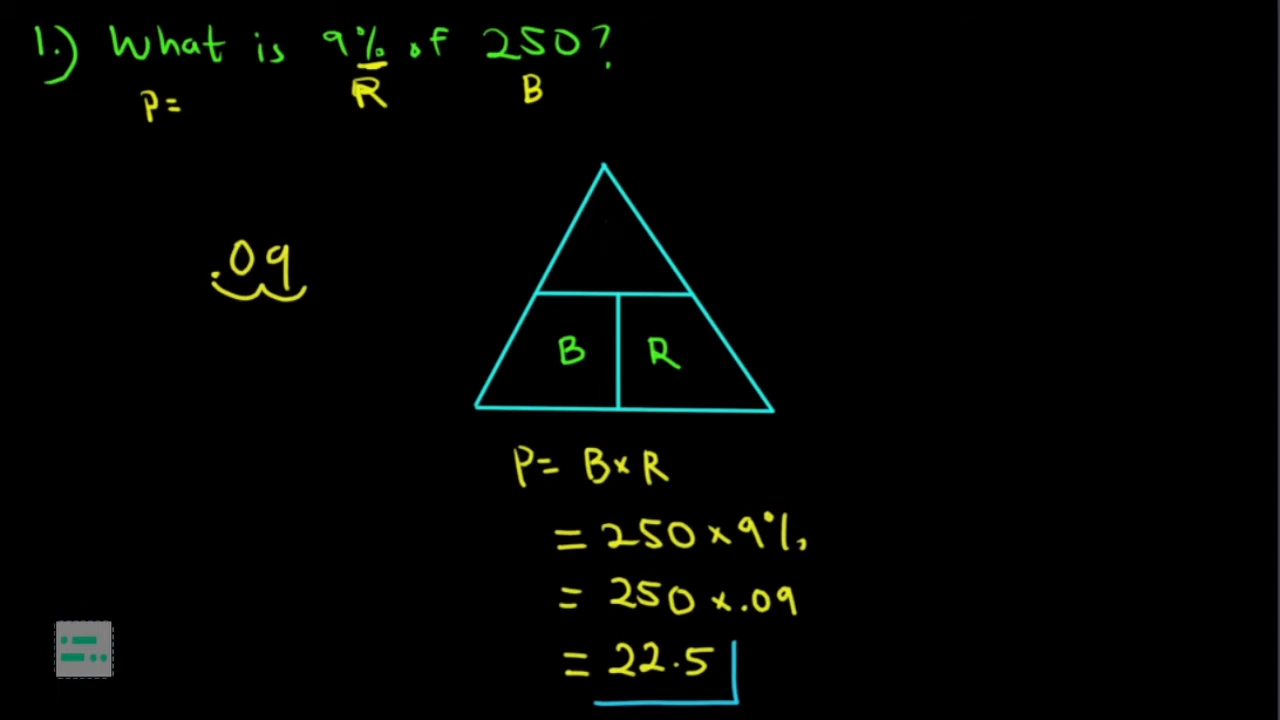 1.) What is 9% of 250?
P= R B
.09
B R
P= B×R
= 250×9%
= 250×.09
= 22.5